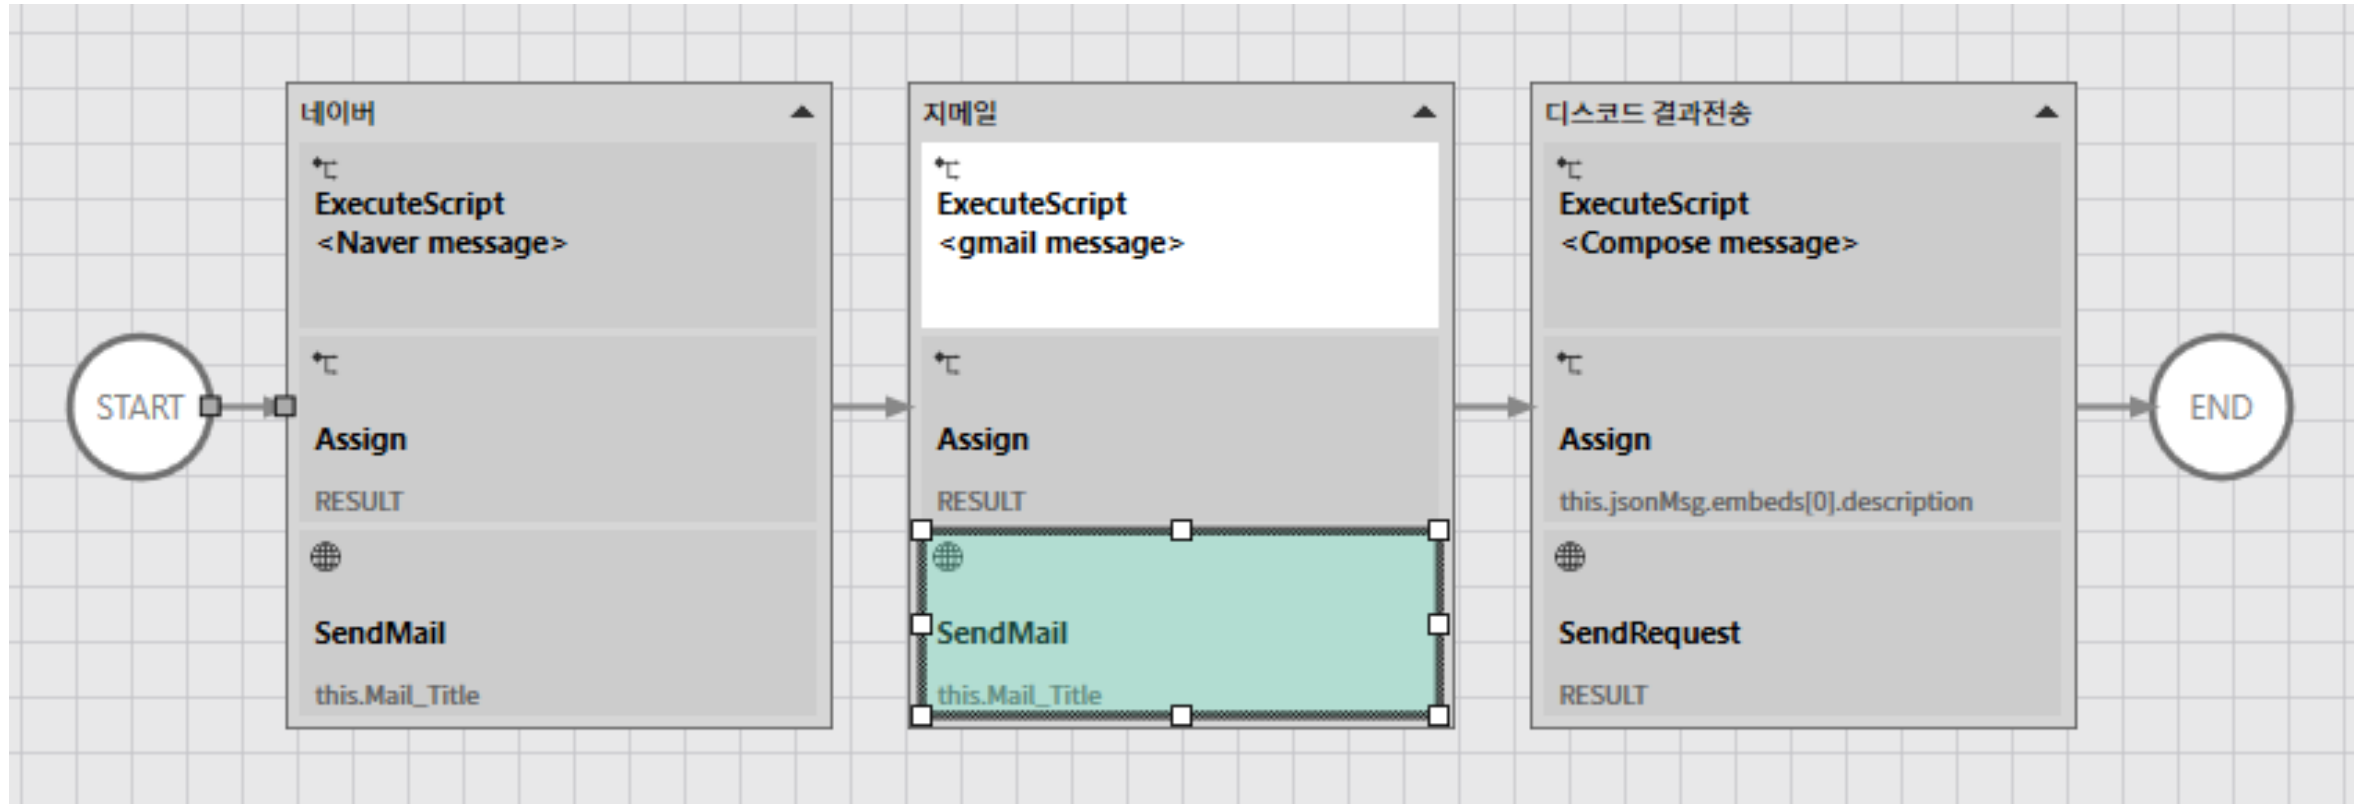 START
네이버
ExecuteScript
<Naver message>
Assign
RESULT
SendMail
this.Mail_Title
지메일
ExecuteScript
<gmail message>
Assign
RESULT
SendMail
this.Mail_Title
디스코드 결과전송
ExecuteScript
<Compose message>
Assign
this.jsonMsg.embeds[0].description
SendRequest
RESULT
END